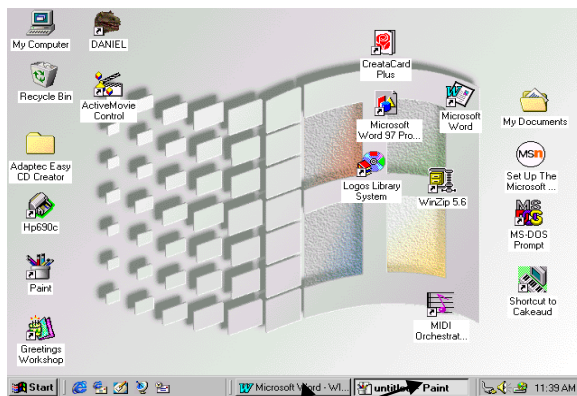 My Computer
DANIEL
CreataCard
Plus
Recycle Bin
ActiveMovie
Control
Microsoft
Word 97 Pro...
Microsoft
Word
My Documents
Adaptec Easy
CD Creator
Logos Library
System
WinZip 5.6
MSn
Set Up The
Microsoft ...
Hp690c
MS-DOS
Prompt
Paint
MIDI
Orchestrat...
Shortcut to
Cakeaud
Greetings
Workshop
Start
Microsoft Word - WI...
Paint
11:39 AM